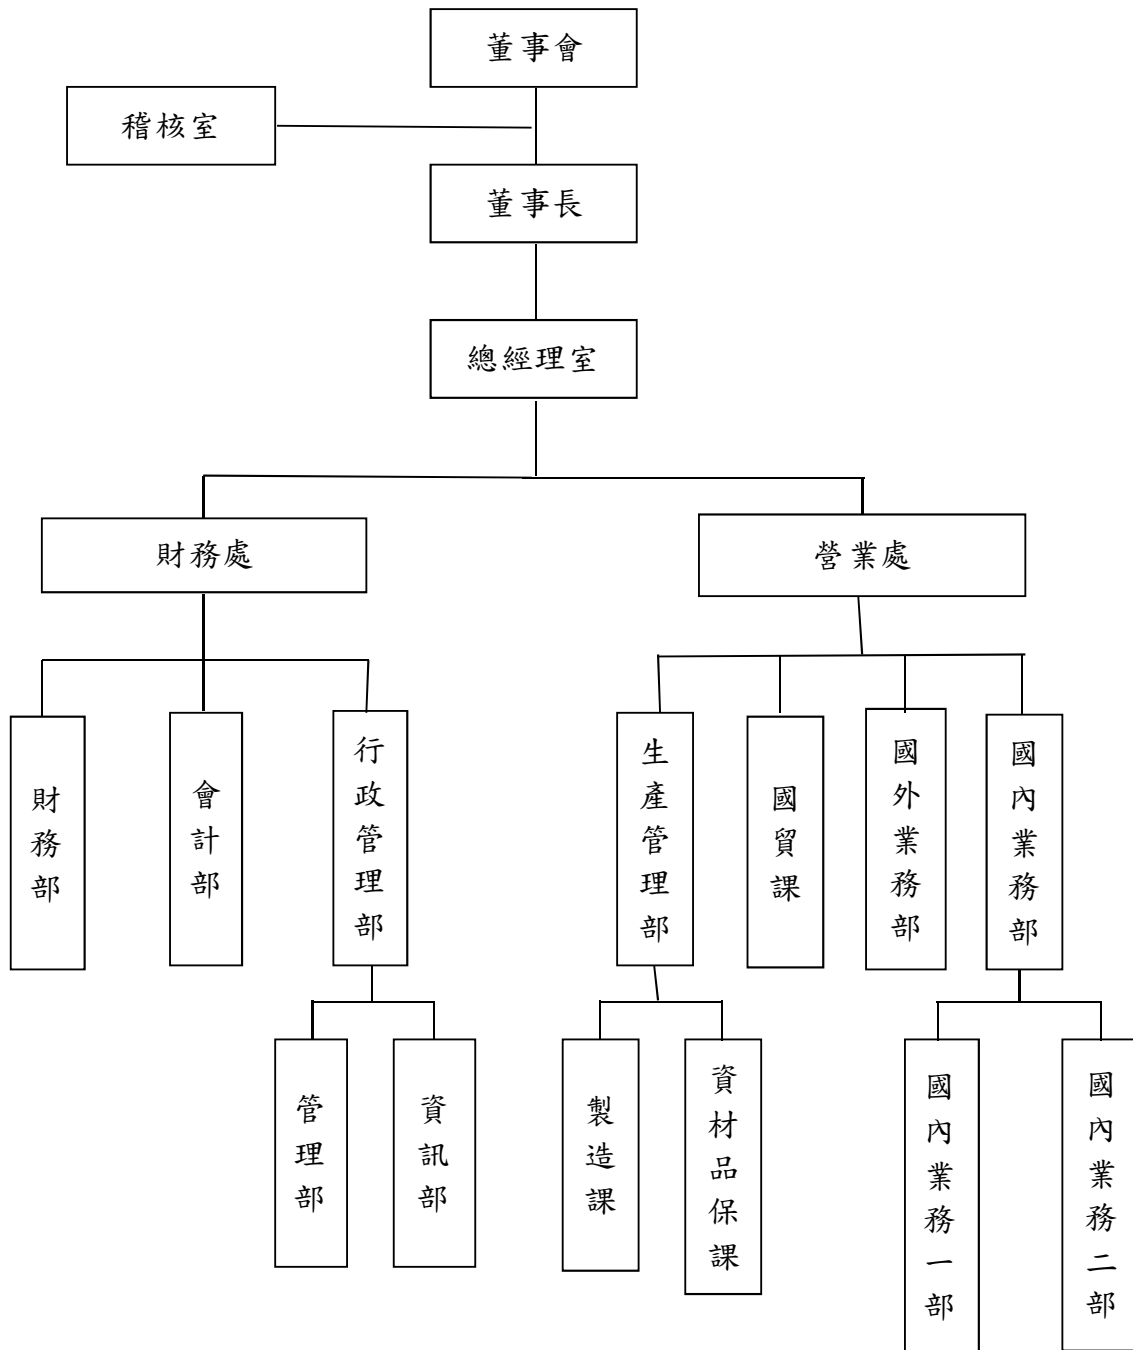 董事會
稽核室
董事長
總經理室
財務處
營業處
財務部
會計部
行政管理部
生產管理部
國貿課
國外業務部
國內業務部
管理部
資訊部
製造課
資材品保課
國內業務一部
國內業務二部